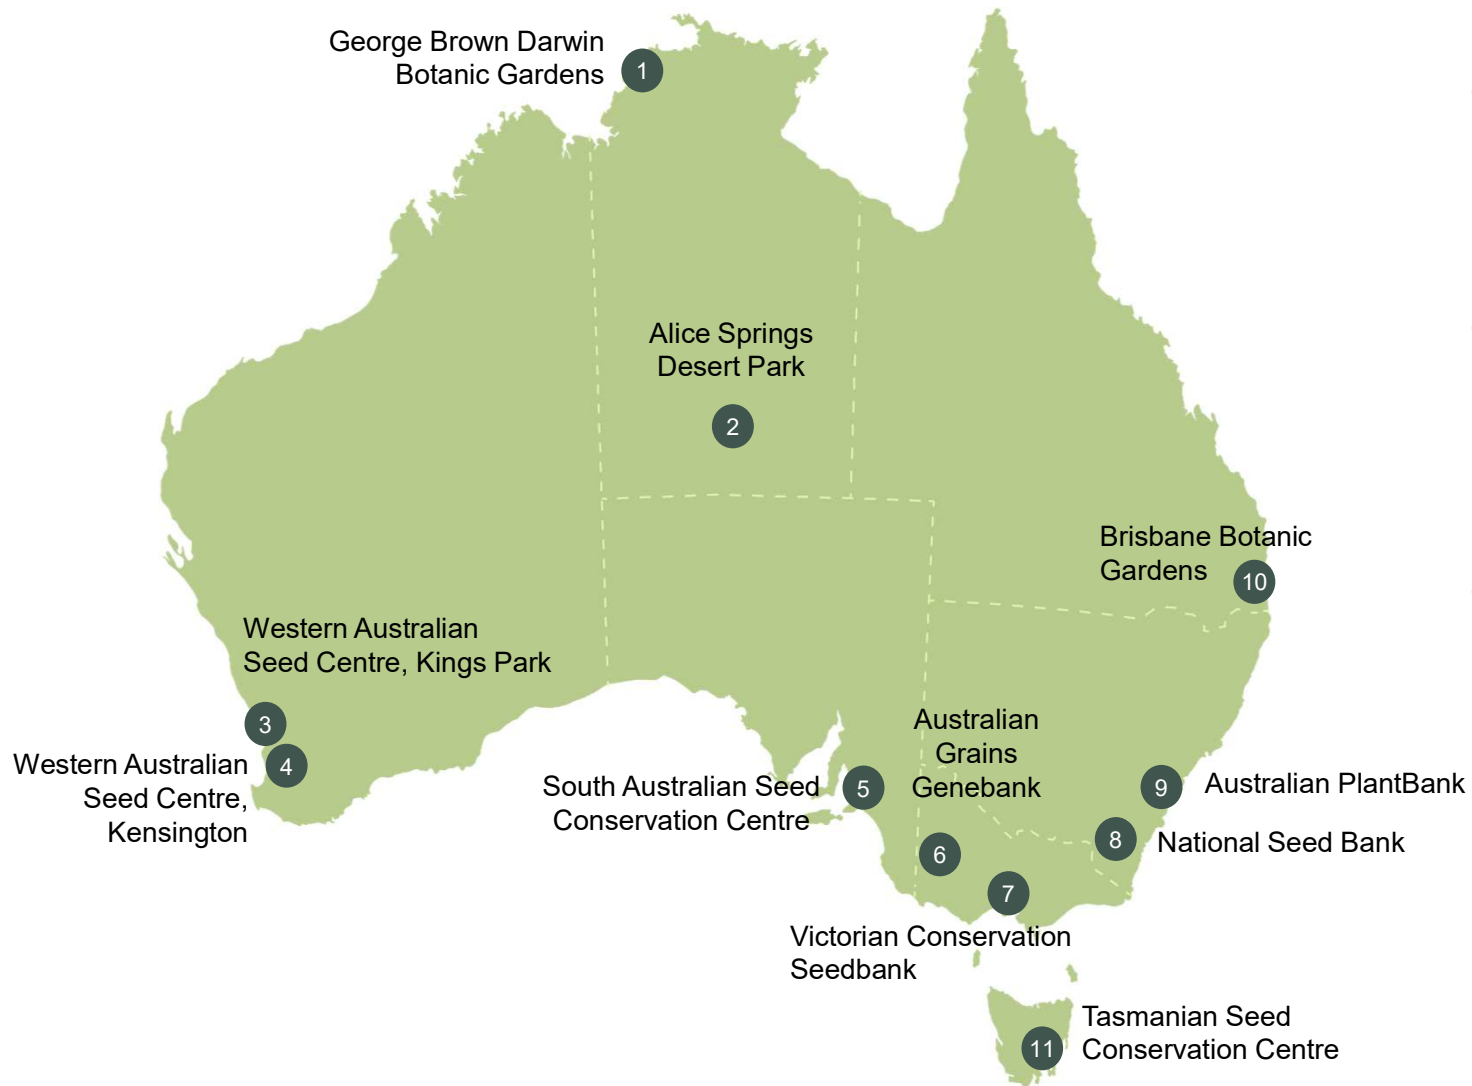 George Brown Darwin
Botanic Gardens
1
Alice Springs
Desert Park
2
Brisbane Botanic
Gardens
10
Western Australian
Seed Centre, Kings Park
3
Western Australian
Seed Centre,
Kensington
4
South Australian Seed
Conservation Centre
5
Australian
Grains
Genebank
6
9
Australian PlantBank
8
National Seed Bank
7
Victorian Conservation
Seedbank
Tasmanian Seed
Conservation Centre
11